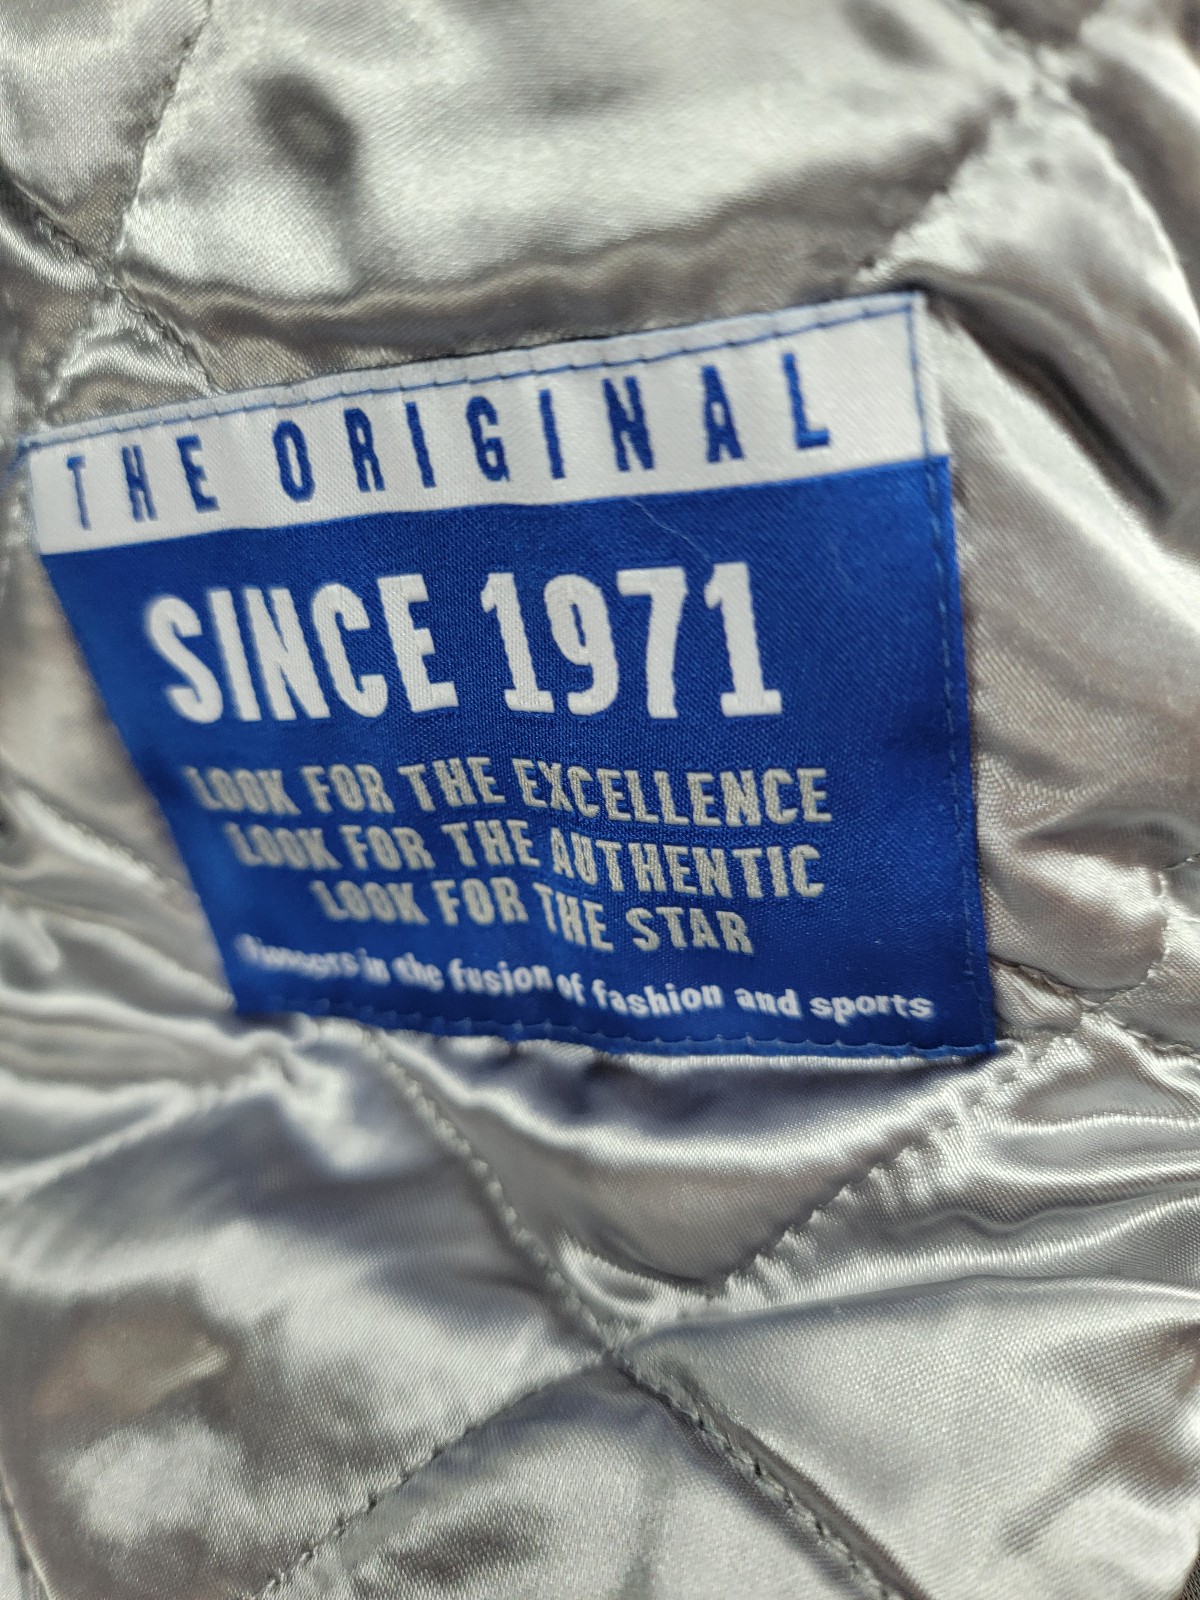 THE ORIGINAL
SINCE 1971
LOOK FOR THE EXCELLENCE
LOOK FOR THE AUTHENTIC
LOOK FOR THE STAR
Pioneers in the fusion of fashion and sports